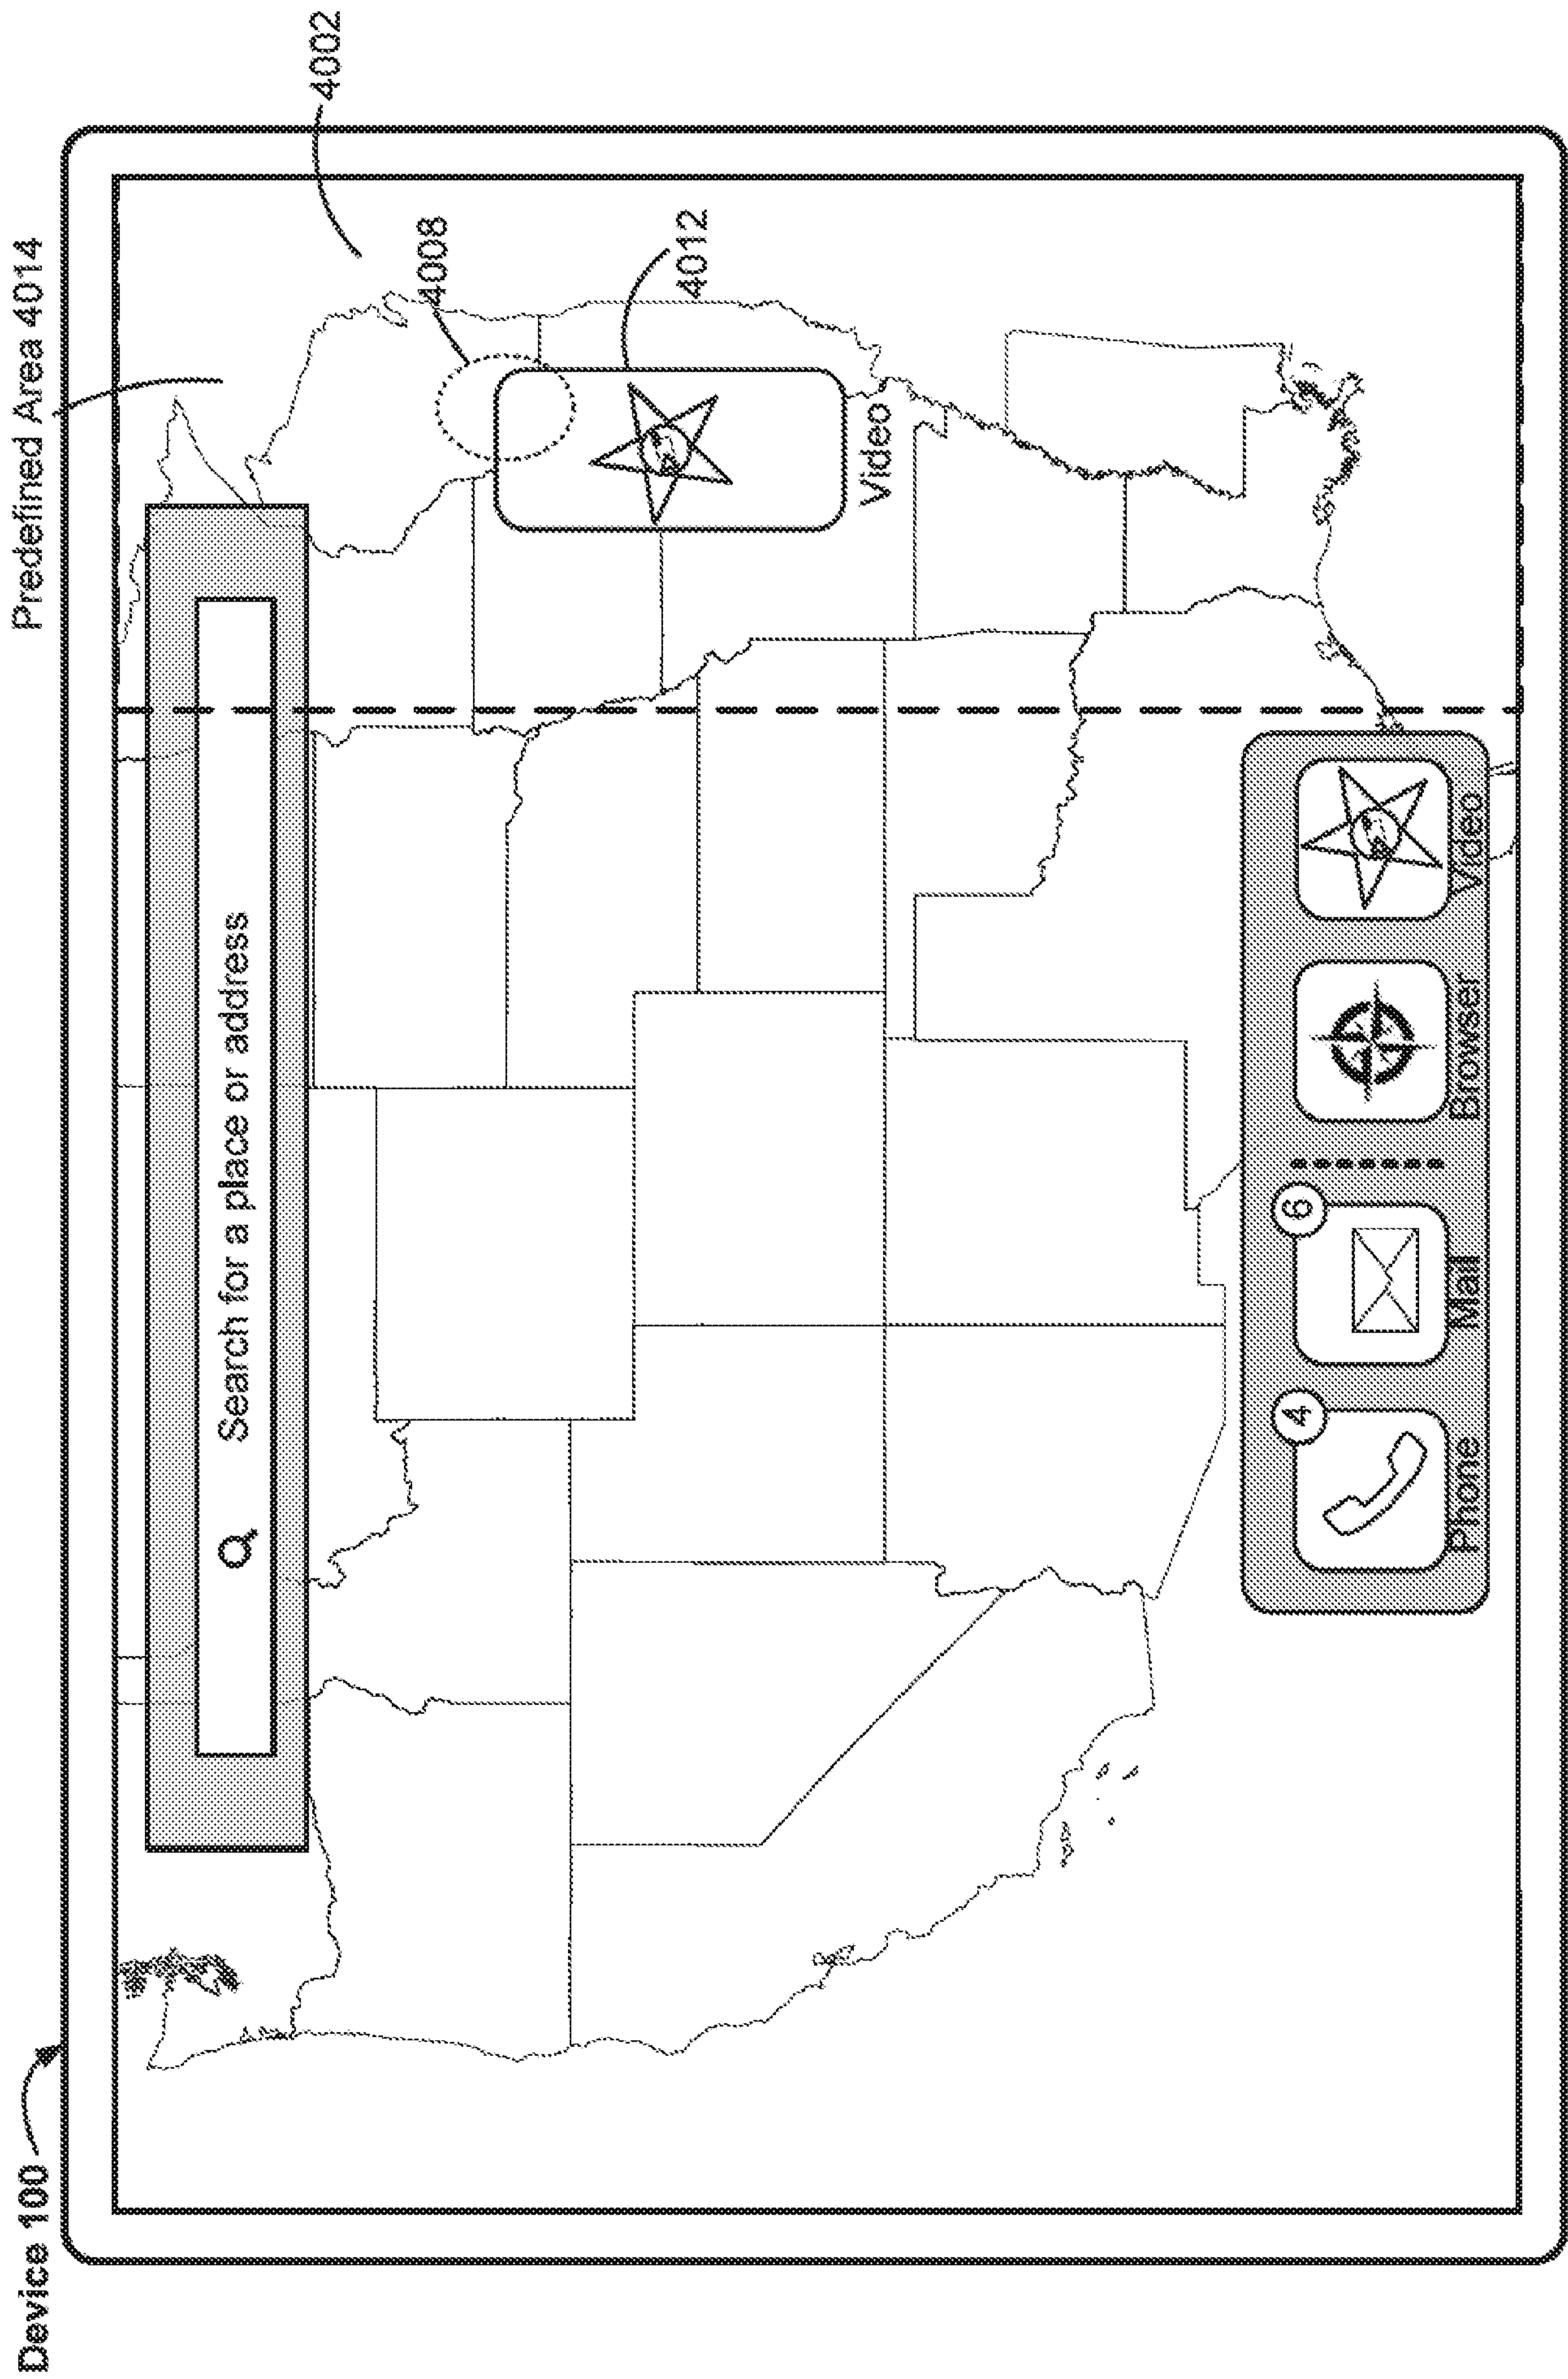 Device 100
Predefined Area 4014
4002
Search for a place or address
4008
4012
Video
4
6
Phone
Mail
Browser
Video